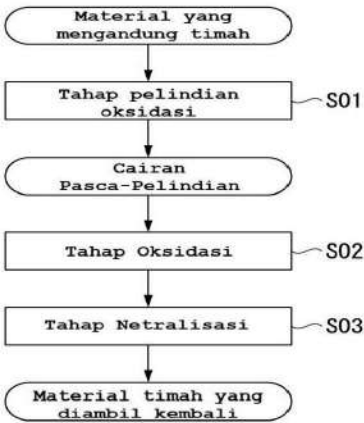 Material yang
mengandung timah
Tahap pelindian
oksidasi
S01
Cairan
Pasca-Pelindian
Tahap Oksidasi
S02
Tahap Netralisasi
S03
Material timah yang
diambil kembali